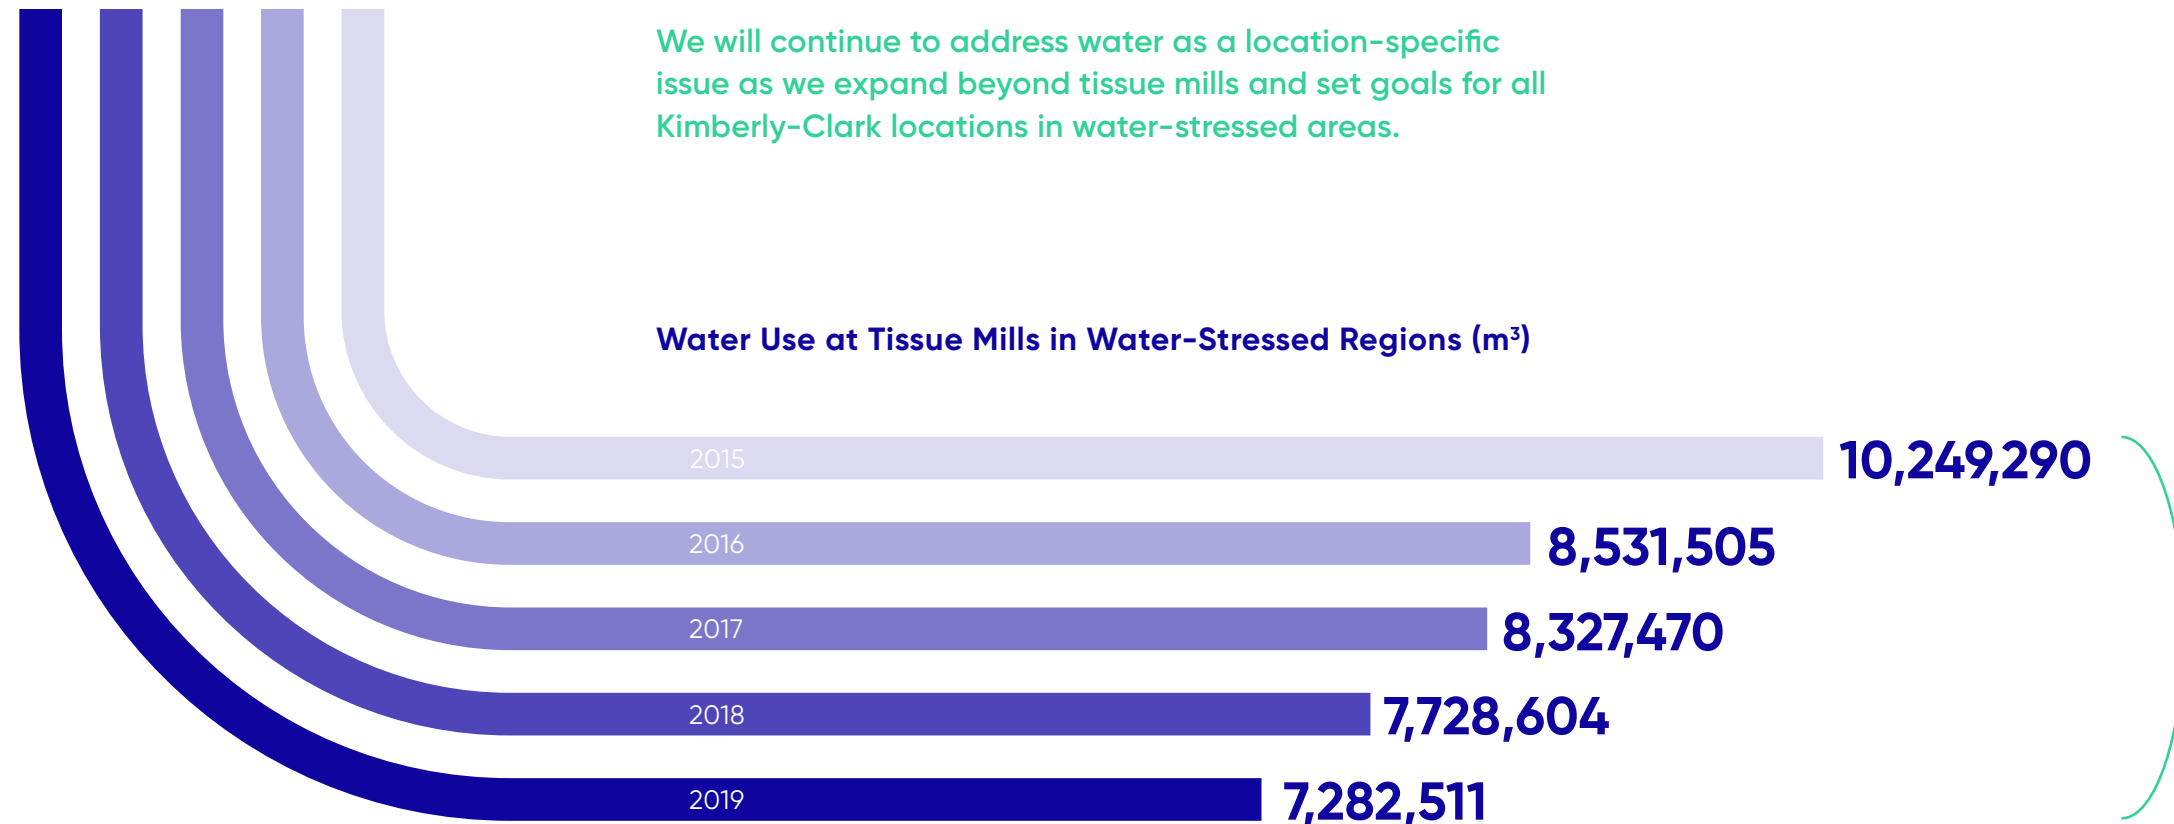 We will continue to address water as a location-specific
issue as we expand beyond tissue mills and set goals for all
Kimberly-Clark locations in water-stressed areas.
Water Use at Tissue Mills in Water-Stressed Regions (m³)
2015 10,249,290
2016 8,531,505
2017 8,327,470
2018 7,728,604
2019 7,282,511